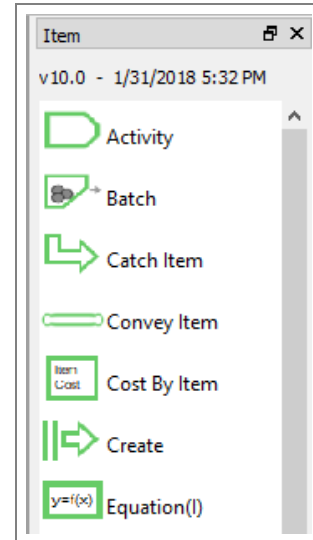 Item
v10.0 - 1/31/2018 5:32 PM
Activity
Batch
Catch Item
Convey Item
Item
Cost
Cost By Item
Create
y=f(x)
Equation(I)